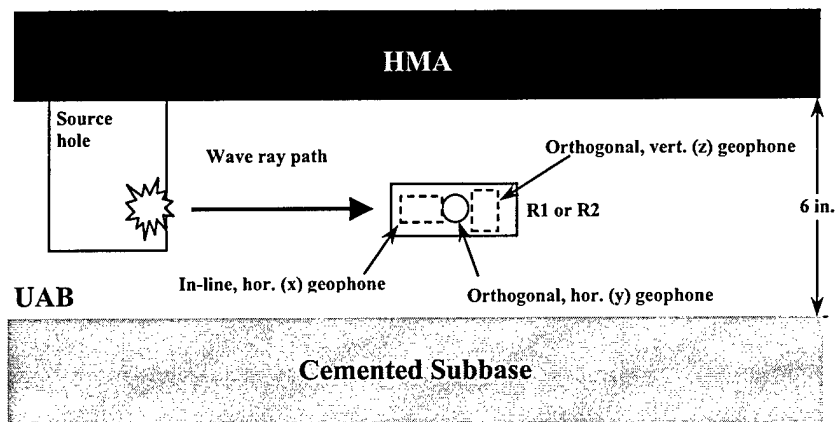 HMA
Source
hole
Wave ray path
Orthogonal, vert. (z) geophone
R1 or R2
6 in.
In-line, hor. (x) geophone
Orthogonal, hor. (y) geophone
UAB
Cemented Subbase